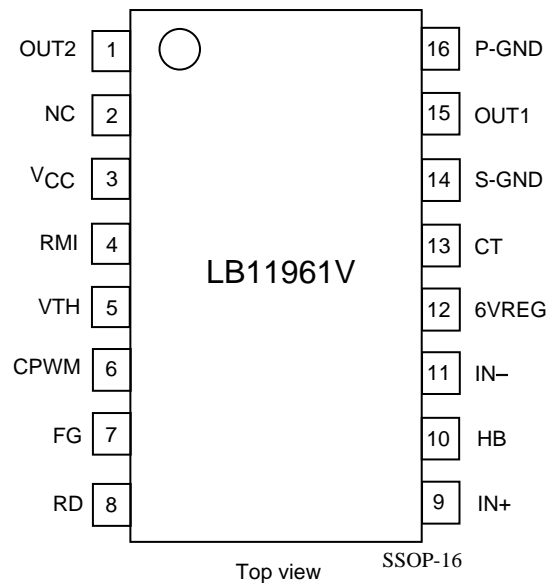 OUT2 1 16 P-GND
NC 2 15 OUT1
VCC 3 14 S-GND
RMI 4 13 CT
LB11961V
VTH 5 12 6VREG
CPWM 6 11 IN–
FG 7 10 HB
RD 8 9 IN+
Top view SSOP-16